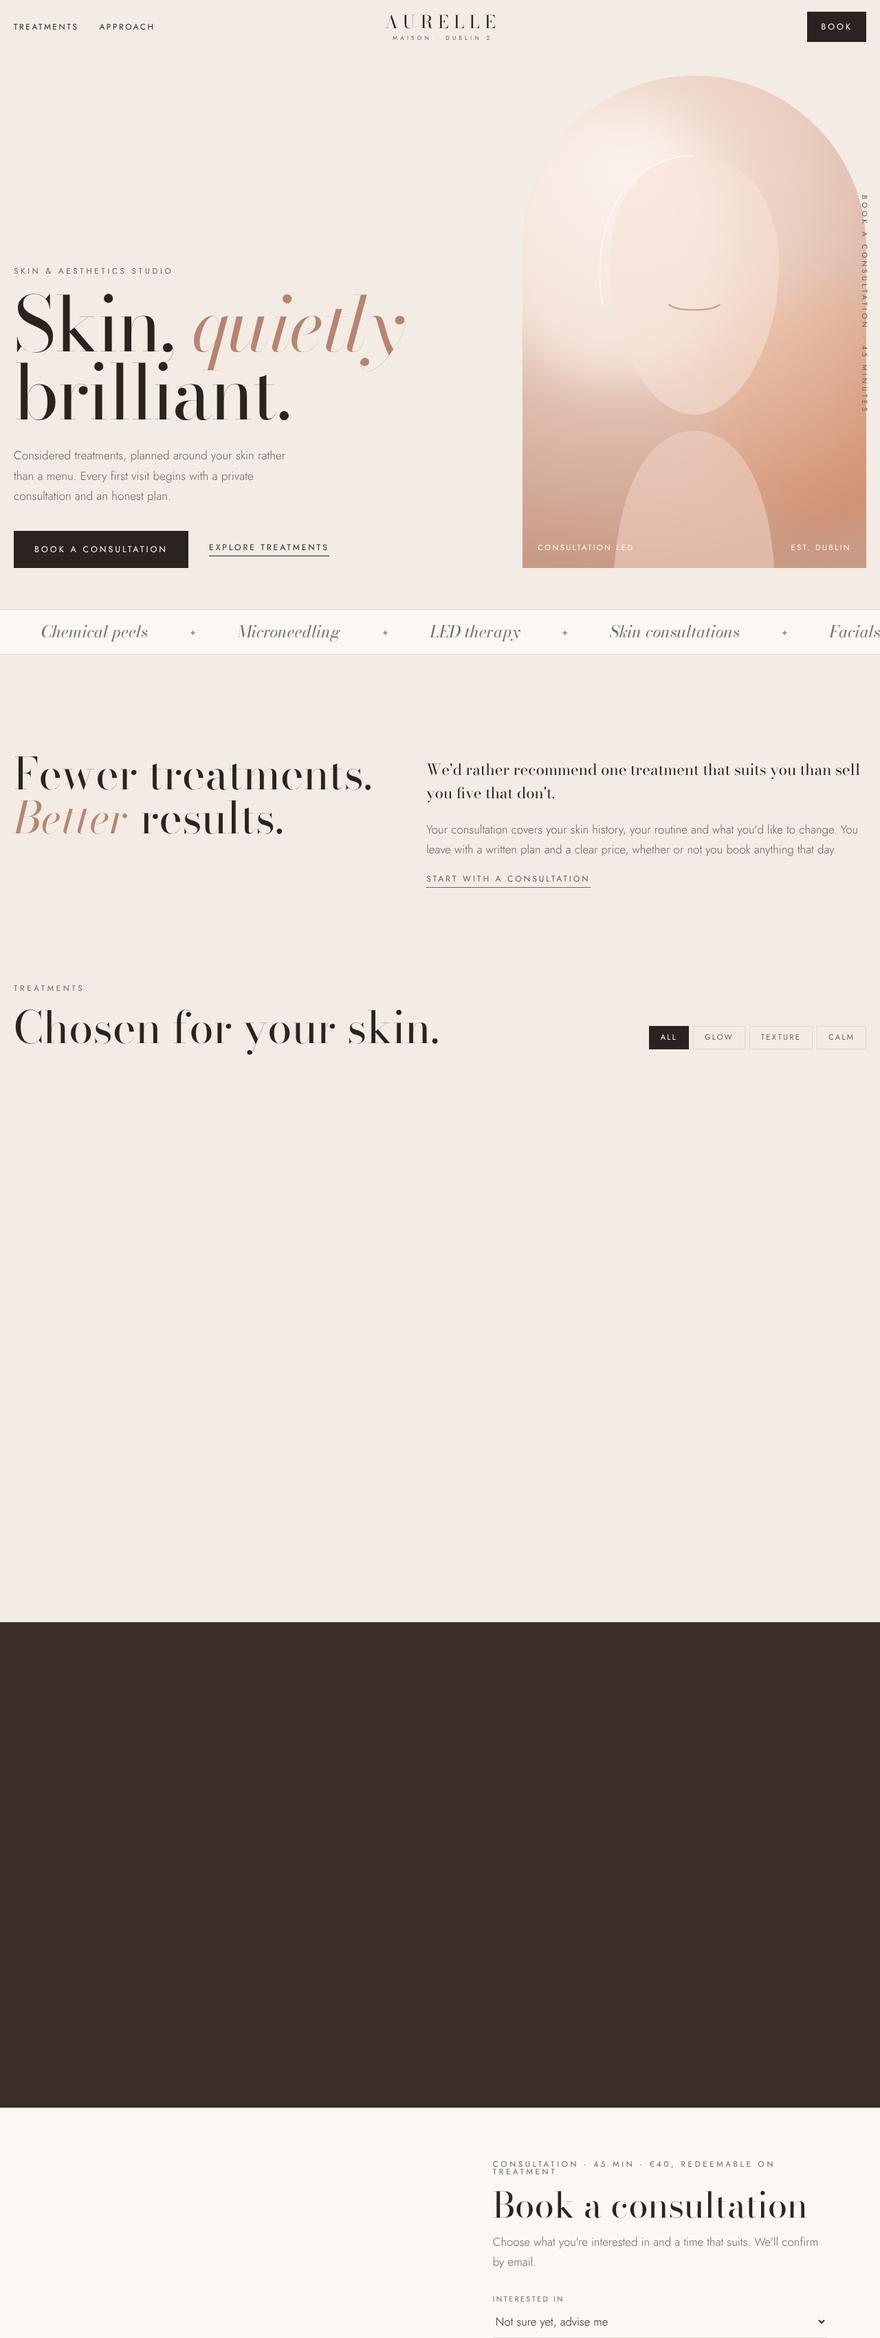 TREATMENTS APPROACH
AURELLE
MAISON · DUBLIN 2
BOOK
BOOK A CONSULTATION · 45 MINUTES
SKIN & AESTHETICS STUDIO
Skin, quietly
brilliant.
Considered treatments, planned around your skin rather
than a menu. Every first visit begins with a private
consultation and an honest plan.
BOOK A CONSULTATION EXPLORE TREATMENTS
CONSULTATION LED EST. DUBLIN
Chemical peels ✦ Microneedling ✦ LED therapy ✦ Skin consultations ✦ Facials
Fewer treatments.
Better results.
We'd rather recommend one treatment that suits you than sell
you five that don't.
Your consultation covers your skin history, your routine and what you'd like to change. You
leave with a written plan and a clear price, whether or not you book anything that day.
START WITH A CONSULTATION
TREATMENTS
Chosen for your skin.
ALL GLOW TEXTURE CALM
CONSULTATION · 45 MIN · €40, REDEEMABLE ON
TREATMENT
Book a consultation
Choose what you're interested in and a time that suits. We'll confirm
by email.
INTERESTED IN
Not sure yet, advise me